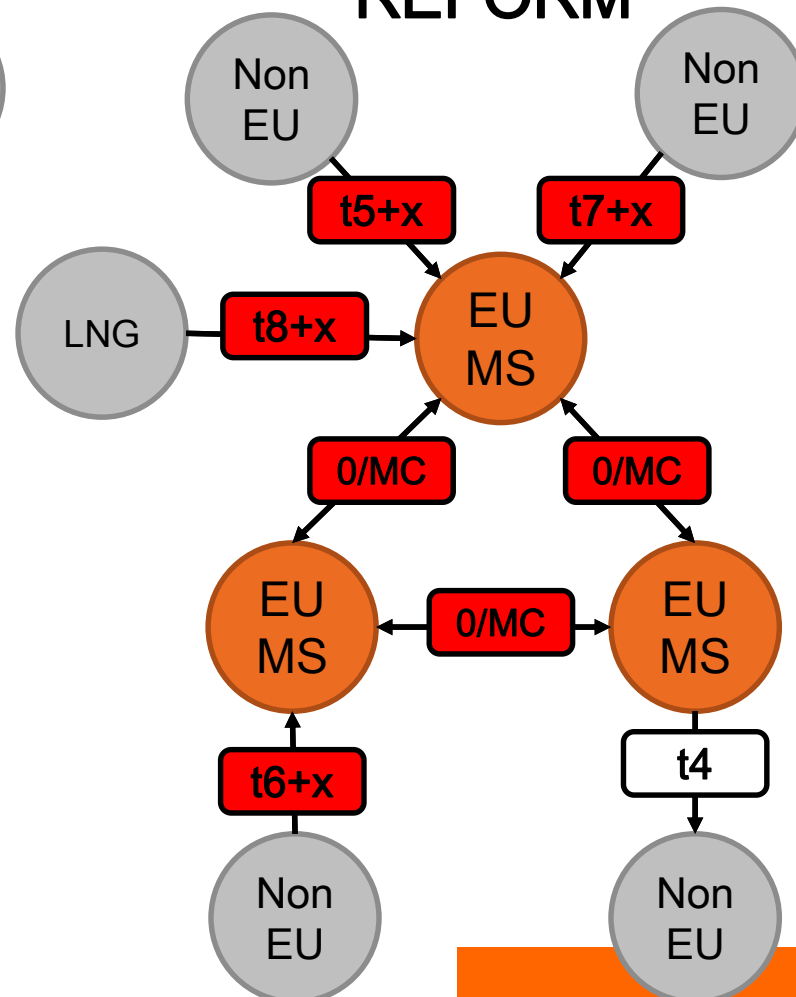 REFORM
Non
EU
Non
EU
t5+x
t7+x
LNG
t8+x
EU
MS
0/MC
0/MC
EU
MS
0/MC
EU
MS
t6+x
t4
Non
EU
Non
EU